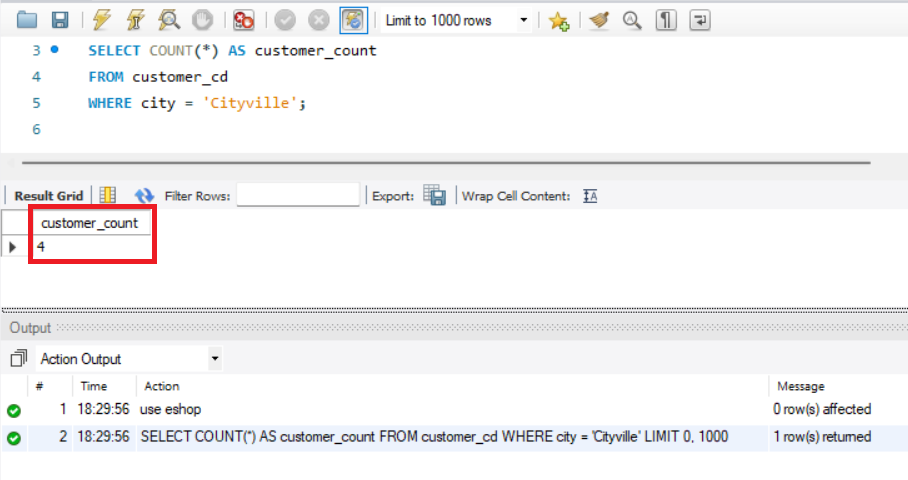 Limit to 1000 rows
3 SELECT COUNT(*) AS customer_count
4 FROM customer_cd
5 WHERE city = 'Cityville';
6
Result Grid Filter Rows: Export: Wrap Cell Content: IA
customer_count
4
Output
Action Output
# Time Action Message
1 18:29:56 use eshop 0 row(s) affected
2 18:29:56 SELECT COUNT(*) AS customer_count FROM customer_cd WHERE city = 'Cityville' LIMIT 0, 1000 1 row(s) returned